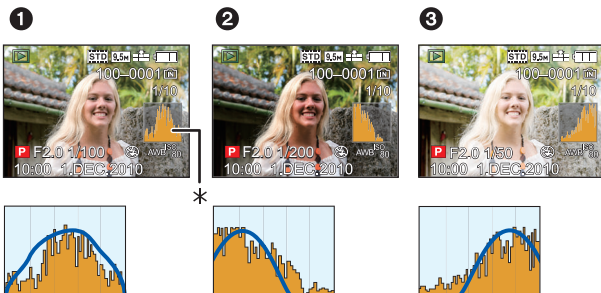 1 2 3
STD 9.5M
100-0001 IN
1/10
P F2.0 1/100 AWB ISO 80
10:00 1.DEC.2010
STD 9.5M
100-0001 IN
1/10
P F2.0 1/200 AWB ISO 80
10:00 1.DEC.2010
STD 9.5M
100-0001 IN
1/10
P F2.0 1/50 AWB ISO 80
10:00 1.DEC.2010
*